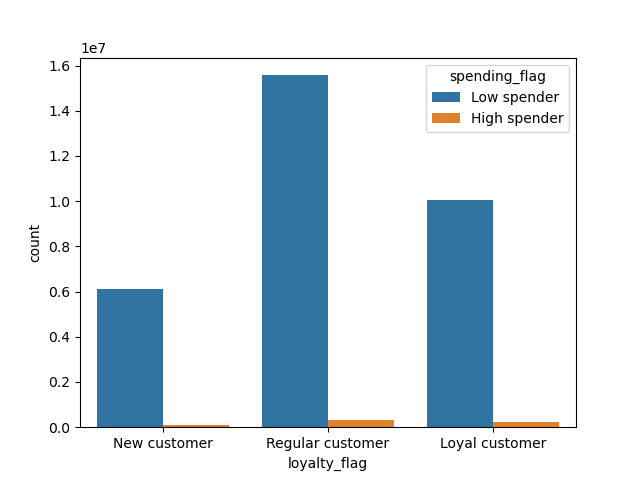 1e7
1.6
1.4
1.2
1.0
0.8
0.6
0.4
0.2
0.0
count
spending_flag
Low spender
High spender
New customer
Regular customer
Loyal customer
loyalty_flag